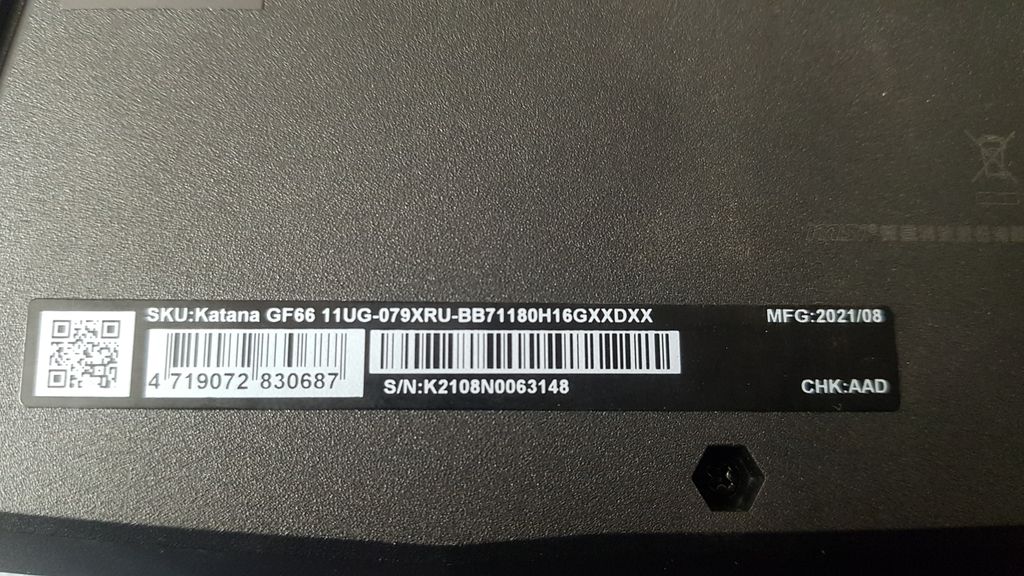 SKU:Katana GF66 11UG-079XRU-BB71180H16GXXDXX MFG:2021/08
4 719072 830687
S/N:K2108N0063148 CHK:AAD